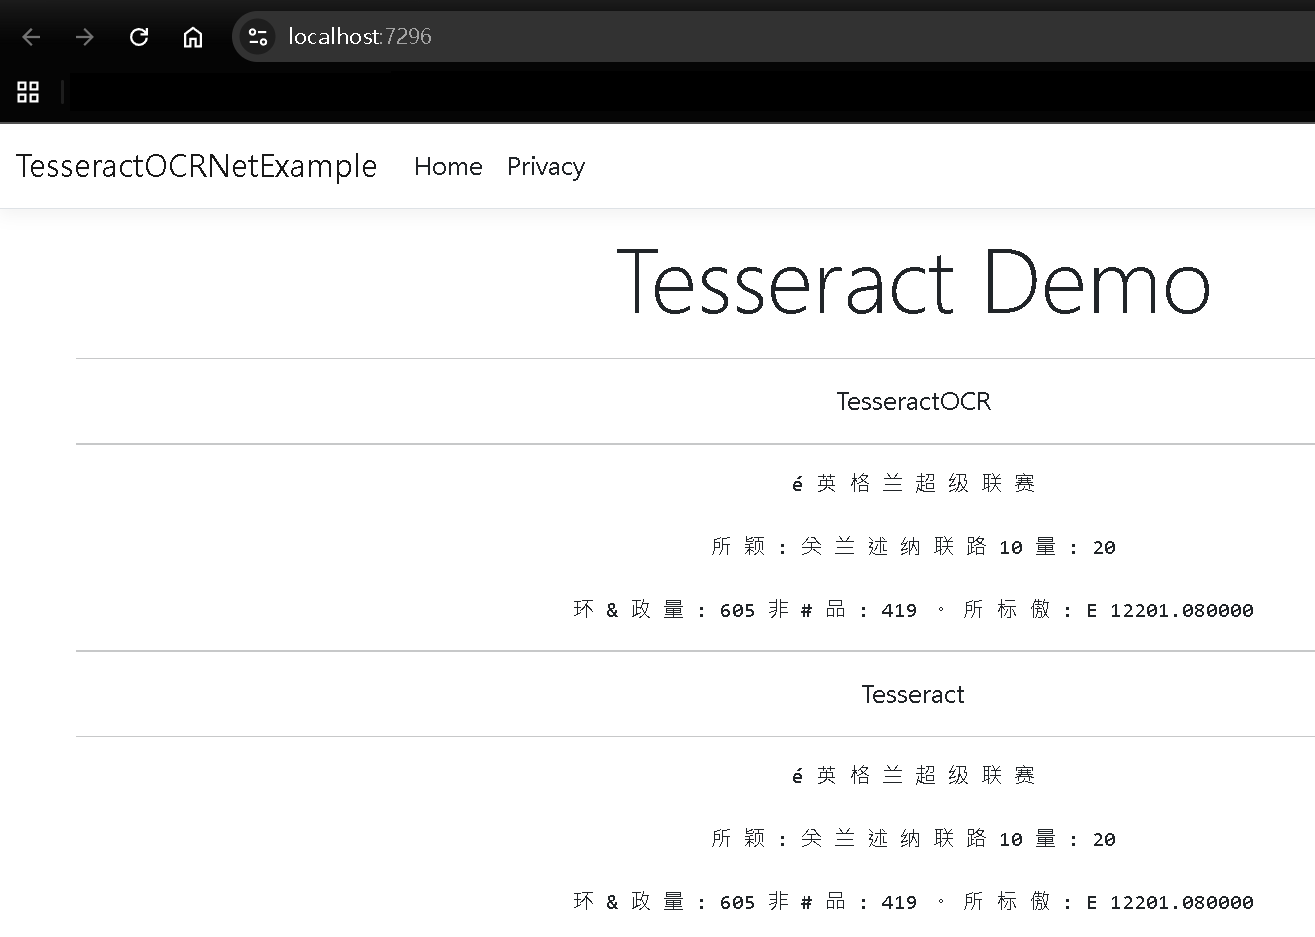 localhost:7296
TesseractOCRNetExample Home Privacy
Tesseract Demo
TesseractOCR
é 英 格 兰 超 级 联 赛
所 颖 : 尖 兰 述 纳 联 路 10 量 : 20
环 & 政 量 : 605 非 # 品 : 419 。 所 标 傲 : E 12201.080000
Tesseract
é 英 格 兰 超 级 联 赛
所 颖 : 尖 兰 述 纳 联 路 10 量 : 20
环 & 政 量 : 605 非 # 品 : 419 。 所 标 傲 : E 12201.080000